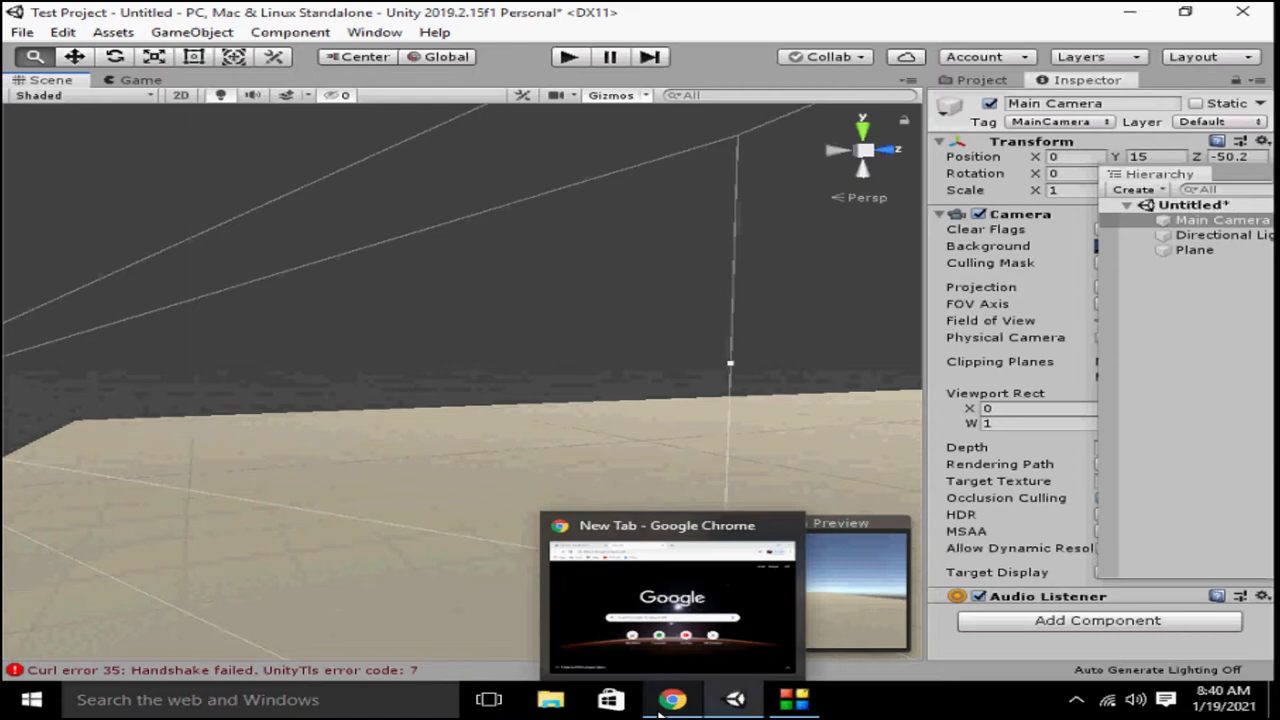 Test Project - Untitled - PC, Mac & Linux Standalone - Unity 2019.2.15f1 Personal* <DX11>
File Edit Assets GameObject Component Window Help
Center Global Collab Account Layers Layout
Scene Game Project Inspector
Shaded 2D 0 Gizmos All
Main Camera Static
Tag MainCamera Layer Default
Transform
Position X 0 Y 15 Z -50.2
Rotation X 0
Scale X 1
y
z
Persp
Hierarchy
Create All
Untitled*
Main Camera
Directional Lig
Plane
Camera
Clear Flags
Background
Culling Mask
Projection
FOV Axis
Field of View
Physical Camera
Clipping Planes
Viewport Rect
X 0
W 1
Depth
Rendering Path
Target Texture
Occlusion Culling
HDR
MSAA
Allow Dynamic Resol
Target Display
Audio Listener
Add Component
New Tab - Google Chrome
Preview
Google
Curl error 35: Handshake failed. UnityTls error code: 7
Auto Generate Lighting Off
Search the web and Windows
8:40 AM
1/19/2021